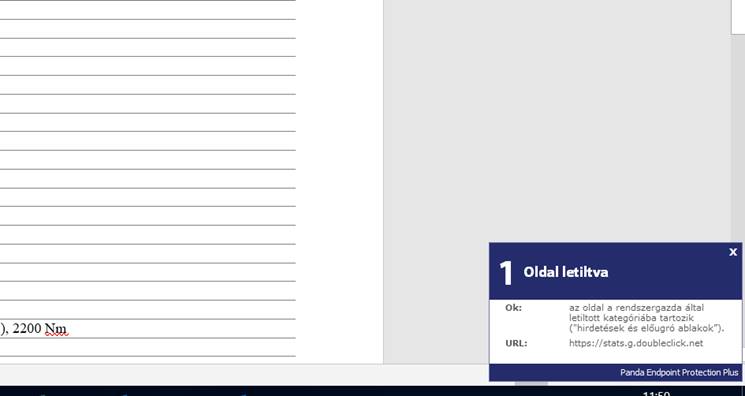 1 Oldal letiltva
x
Ok: az oldal a rendszergazda által
letiltott kategóriába tartozik
("hirdetések és előugró ablakok").
URL: https://stats.g.doubleclick.net
), 2200 Nm
Panda Endpoint Protection Plus
11:50